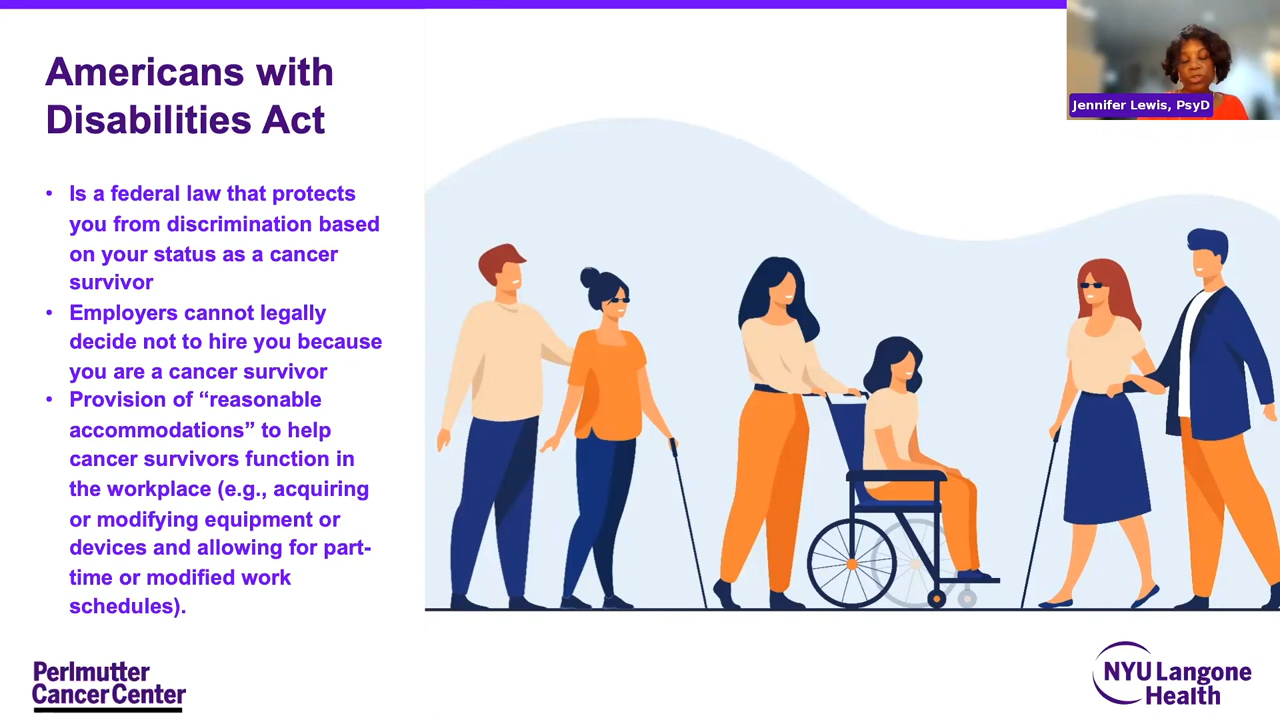 Americans with
Disabilities Act
• Is a federal law that protects
you from discrimination based
on your status as a cancer
survivor
• Employers cannot legally
decide not to hire you because
you are a cancer survivor
• Provision of “reasonable
accommodations” to help
cancer survivors function in
the workplace (e.g., acquiring
or modifying equipment or
devices and allowing for part-
time or modified work
schedules).
Jennifer Lewis, PsyD
Perlmutter
Cancer Center
NYU Langone
Health